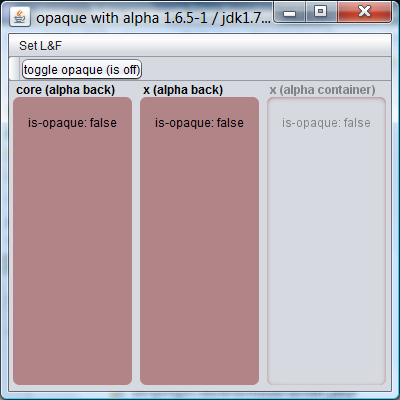 opaque with alpha 1.6.5-1 / jdk1.7...
Set L&F
toggle opaque (is off)
core (alpha back) x (alpha back) x (alpha container)
is-opaque: false is-opaque: false is-opaque: false